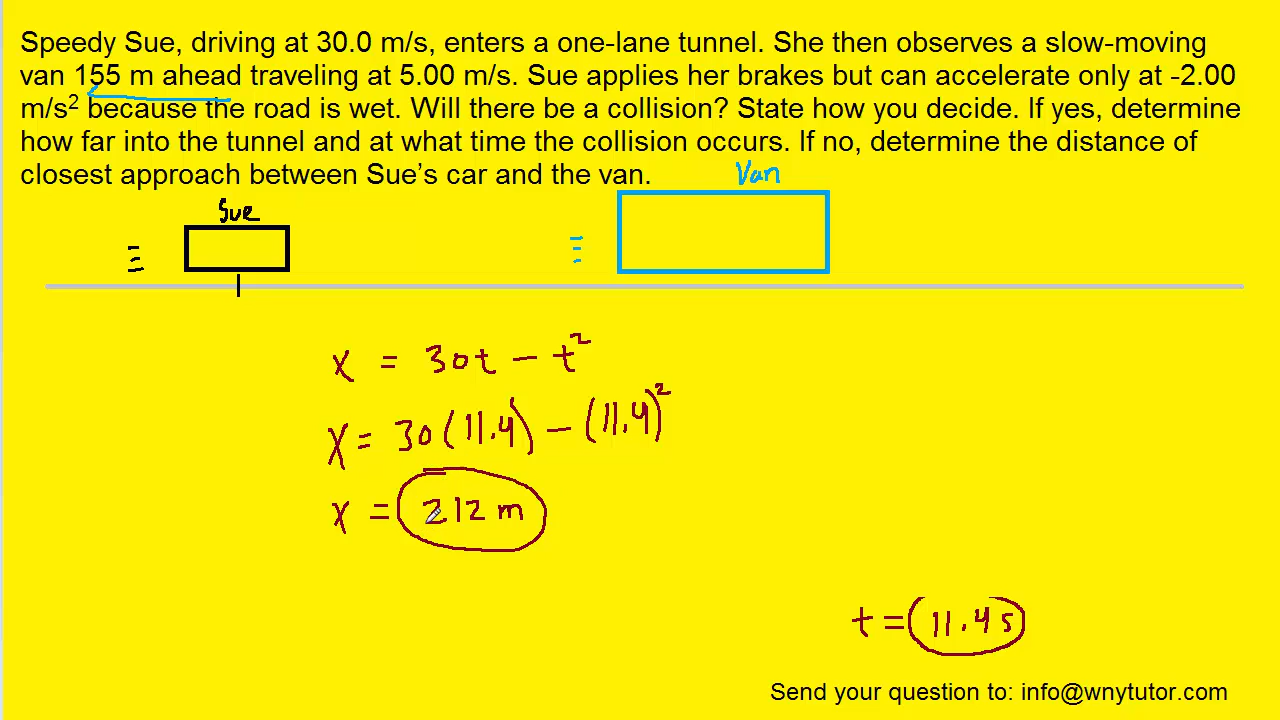 Speedy Sue, driving at 30.0 m/s, enters a one-lane tunnel. She then observes a slow-moving
van 155 m ahead traveling at 5.00 m/s. Sue applies her brakes but can accelerate only at -2.00
m/s² because the road is wet. Will there be a collision? State how you decide. If yes, determine
how far into the tunnel and at what time the collision occurs. If no, determine the distance of
closest approach between Sue's car and the van.
Van
Sue
x = 30t - t²
x = 30(11.4) - (11.4)²
x = 212 m
t = 11.4 s
Send your question to: info@wnytutor.com